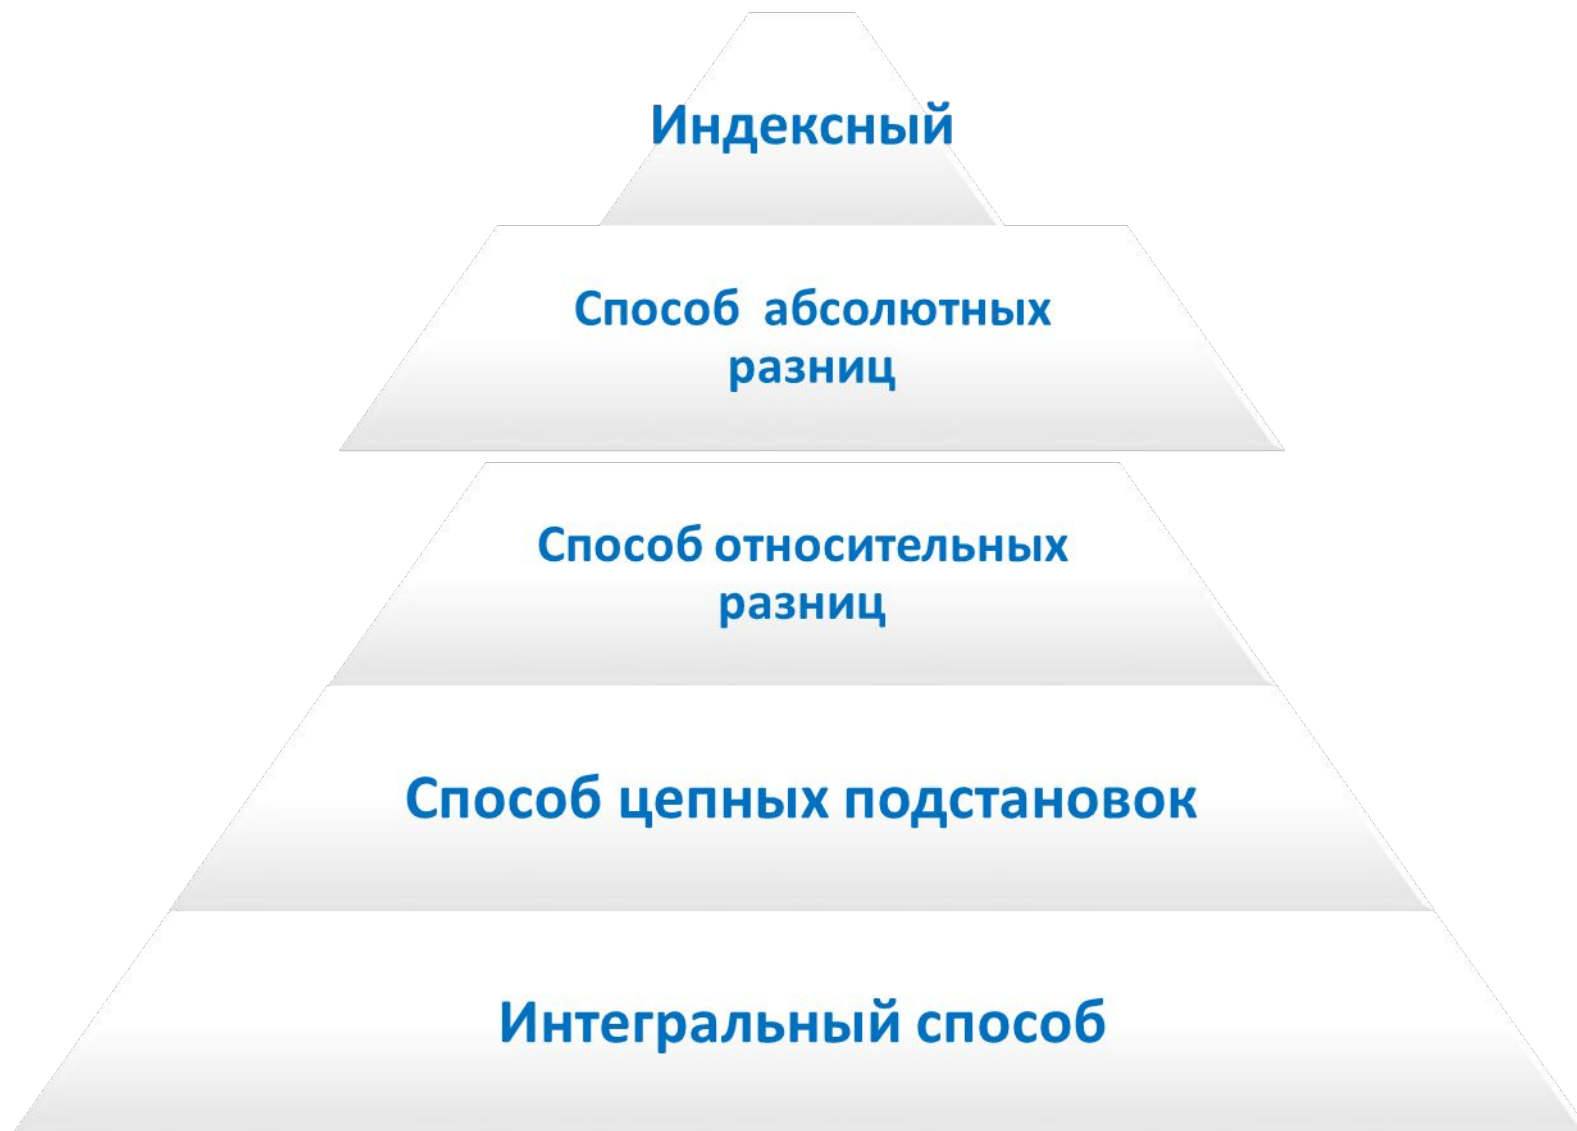 Индексный
Способ абсолютных
разниц
Способ относительных
разниц
Способ цепных подстановок
Интегральный способ